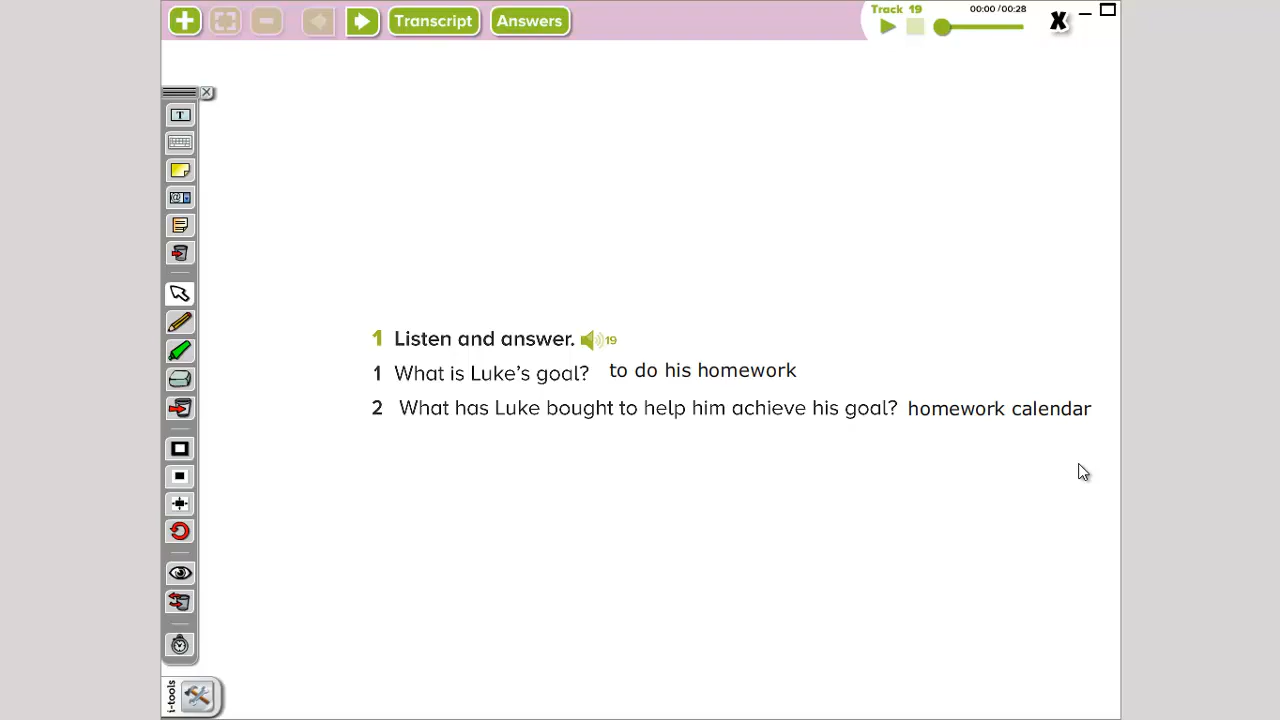 Transcript Answers Track 19 00:00 /00:28 X
T
@
1 Listen and answer. 19
1 What is Luke's goal? to do his homework
2 What has Luke bought to help him achieve his goal? homework calendar
i-tools